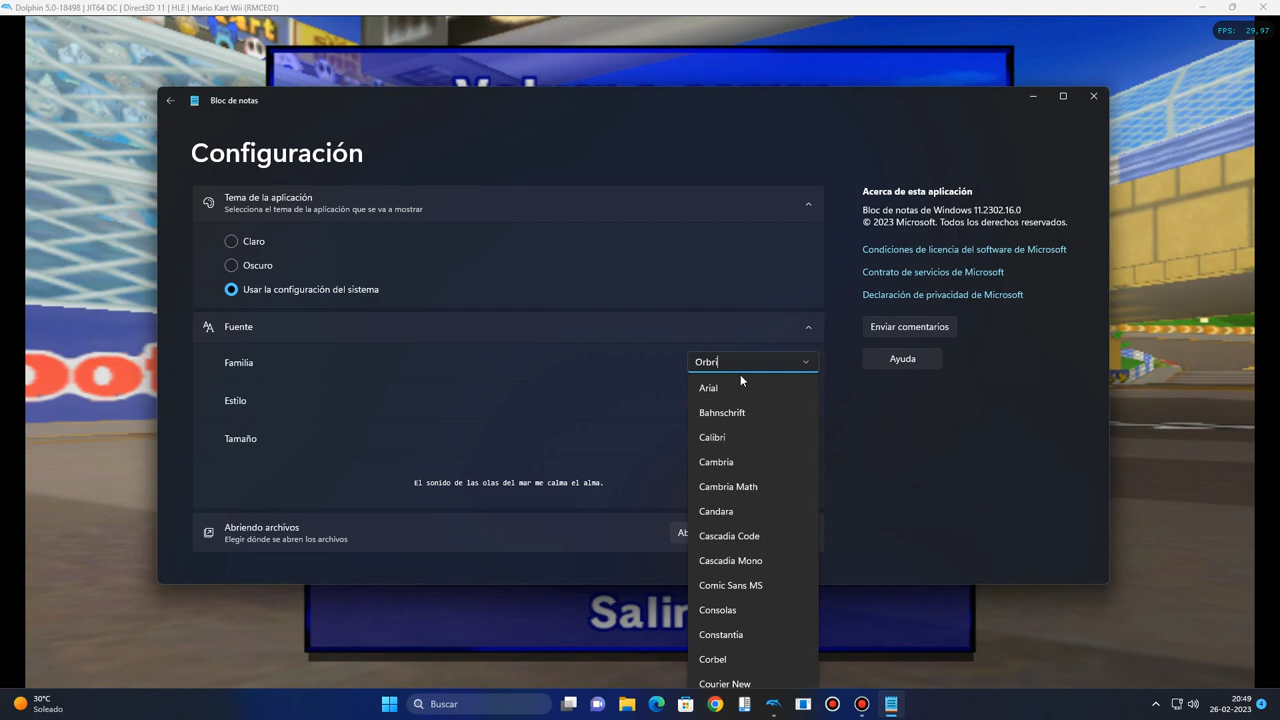 Dolphin 5.0-18498 | JIT64 DC | Direct3D 11 | HLE | Mario Kart Wii (RMCE01)
FPS: 29,97
Bloc de notas
Configuración
Tema de la aplicación
Selecciona el tema de la aplicación que se va a mostrar
Claro
Oscuro
Usar la configuración del sistema
Fuente
Familia
Orbri
Estilo
Tamaño
El sonido de las olas del mar me calma el alma.
Abriendo archivos
Elegir dónde se abren los archivos
Ab
Arial
Bahnschrift
Calibri
Cambria
Cambria Math
Candara
Cascadia Code
Cascadia Mono
Comic Sans MS
Consolas
Constantia
Corbel
Courier New
Acerca de esta aplicación
Bloc de notas de Windows 11.2302.16.0
© 2023 Microsoft. Todos los derechos reservados.
Condiciones de licencia del software de Microsoft
Contrato de servicios de Microsoft
Declaración de privacidad de Microsoft
Enviar comentarios
Ayuda
Salir
30°C
Soleado
Buscar
20:49
26-02-2023
4